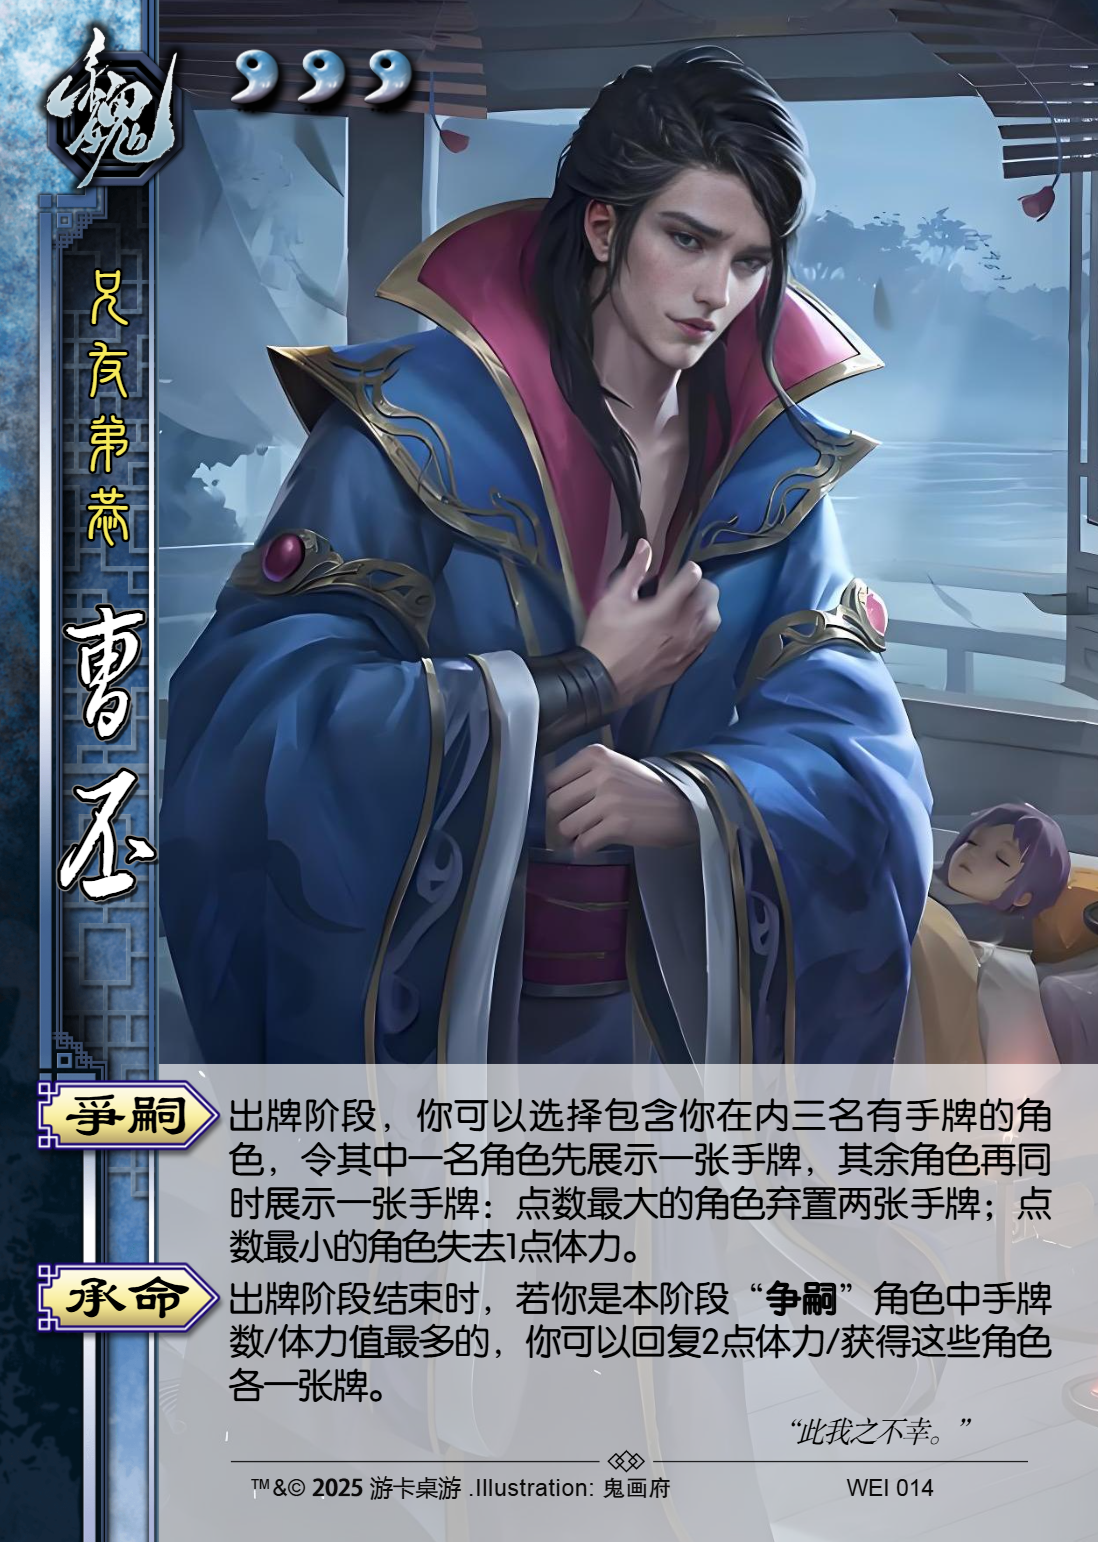 魏
兄友弟恭
曹丕
爭嗣
出牌阶段，你可以选择包含你在内三名有手牌的角
色，令其中一名角色先展示一张手牌，其余角色再同
时展示一张手牌：点数最大的角色弃置两张手牌；点
数最小的角色失去1点体力。
承命
出牌阶段结束时，若你是本阶段“争嗣”角色中手牌
数/体力值最多的，你可以回复2点体力/获得这些角色
各一张牌。
“此我之不幸。”
™&© 2025 游卡桌游 .Illustration: 鬼画府
WEI 014